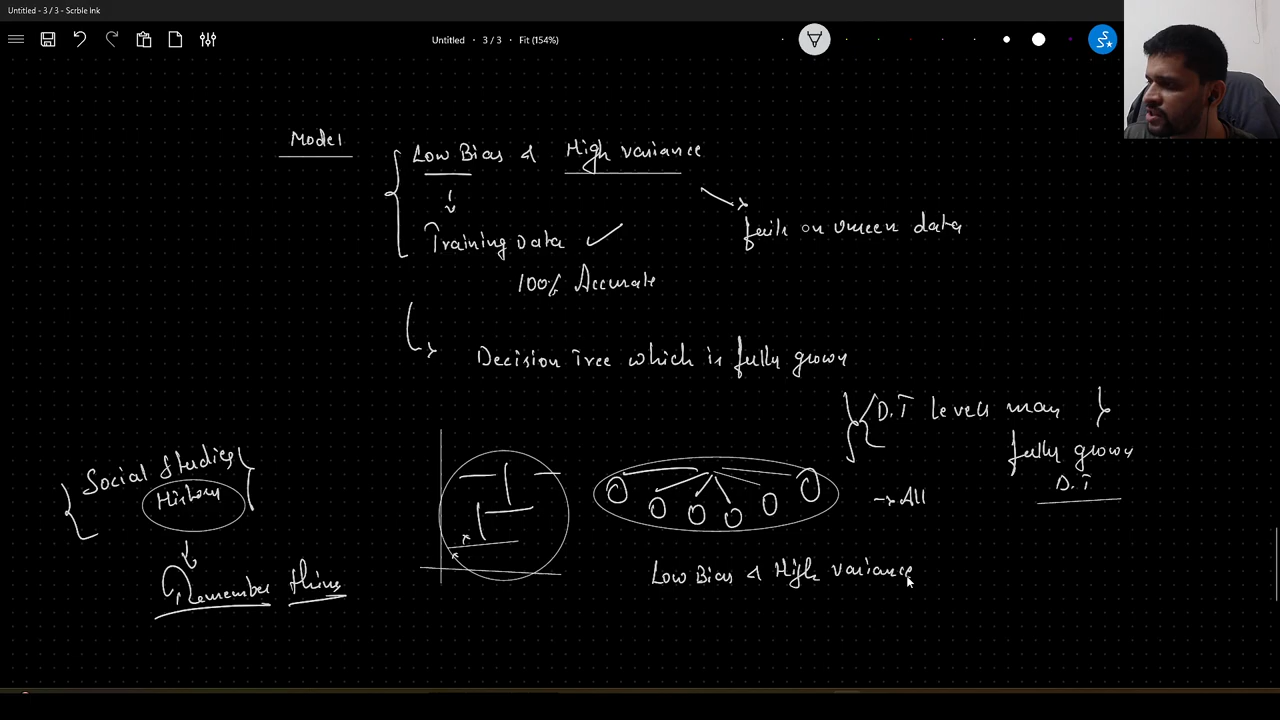 Untitled - 3 / 3 - Scrble Ink
Untitled • 3 / 3 • Fit (154%)
Model
Low Bias & High variance
Training Data
fails on unseen data
100% Accurate
Decision Tree which is fully grown
D.T levels max
fully grown
D.T
Social Studies
History
→ All
Low Bias & High variance
Remember things